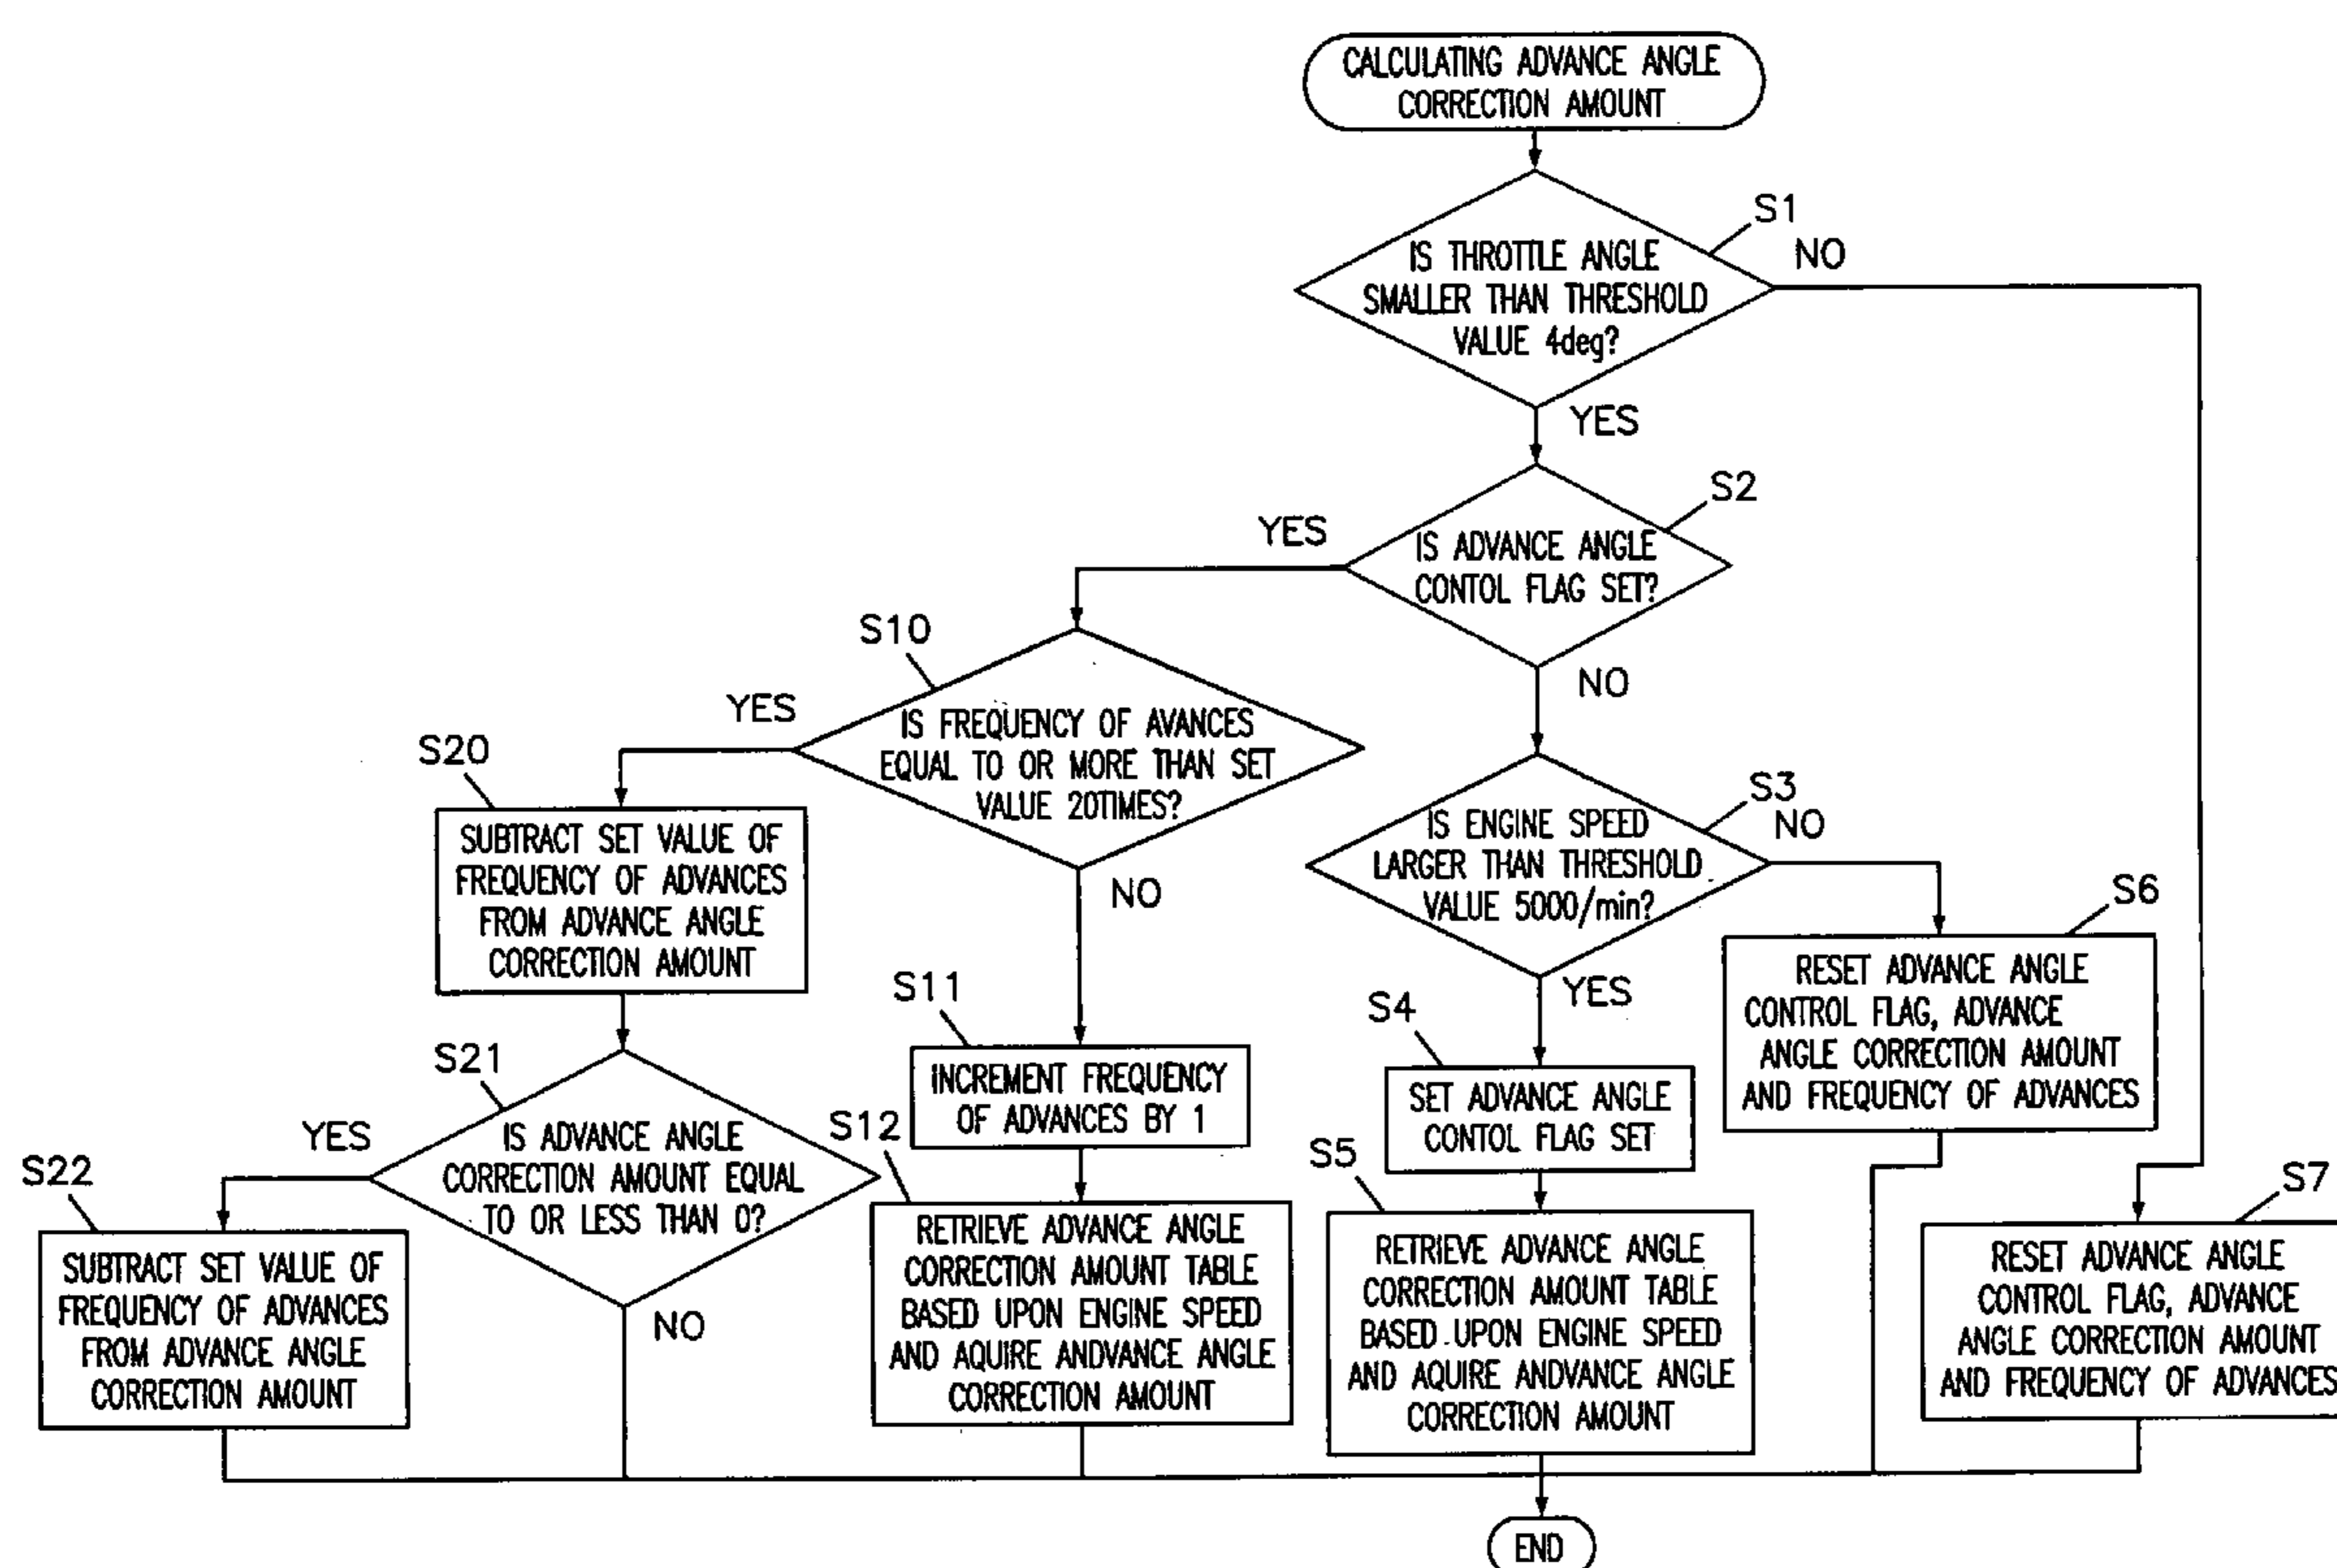 CALCULATING ADVANCE ANGLE
CORRECTION AMOUNT
S1
IS THROTTLE ANGLE
SMALLER THAN THRESHOLD
VALUE 4deg?
NO
YES
S2
IS ADVANCE ANGLE
CONTOL FLAG SET?
YES
NO
S10
IS FREQUENCY OF AVANCES
EQUAL TO OR MORE THAN SET
VALUE 20TIMES?
YES
NO
S3
IS ENGINE SPEED
LARGER THAN THRESHOLD
VALUE 5000/min?
NO
YES
S20
SUBTRACT SET VALUE OF
FREQUENCY OF ADVANCES
FROM ADVANCE ANGLE
CORRECTION AMOUNT
S6
RESET ADVANCE ANGLE
CONTROL FLAG, ADVANCE
ANGLE CORRECTION AMOUNT
AND FREQUENCY OF ADVANCES
S11
INCREMENT FREQUENCY
OF ADVANCES BY 1
S4
SET ADVANCE ANGLE
CONTOL FLAG SET
S21
IS ADVANCE ANGLE
CORRECTION AMOUNT EQUAL
TO OR LESS THAN 0?
YES
NO
S22
SUBTRACT SET VALUE OF
FREQUENCY OF ADVANCES
FROM ADVANCE ANGLE
CORRECTION AMOUNT
S12
RETRIEVE ADVANCE ANGLE
CORRECTION AMOUNT TABLE
BASED UPON ENGINE SPEED
AND AQUIRE ANDVANCE ANGLE
CORRECTION AMOUNT
S5
RETRIEVE ADVANCE ANGLE
CORRECTION AMOUNT TABLE
BASED UPON ENGINE SPEED
AND AQUIRE ANDVANCE ANGLE
CORRECTION AMOUNT
S7
RESET ADVANCE ANGLE
CONTROL FLAG, ADVANCE
ANGLE CORRECTION AMOUNT
AND FREQUENCY OF ADVANCES
END